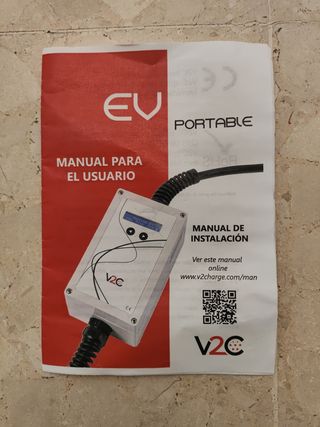 EV
PORTABLE
MANUAL PARA
EL USUARIO
MANUAL DE
INSTALACIÓN
Ver este manual
online
www.v2charge.com/man
V2C
V2C